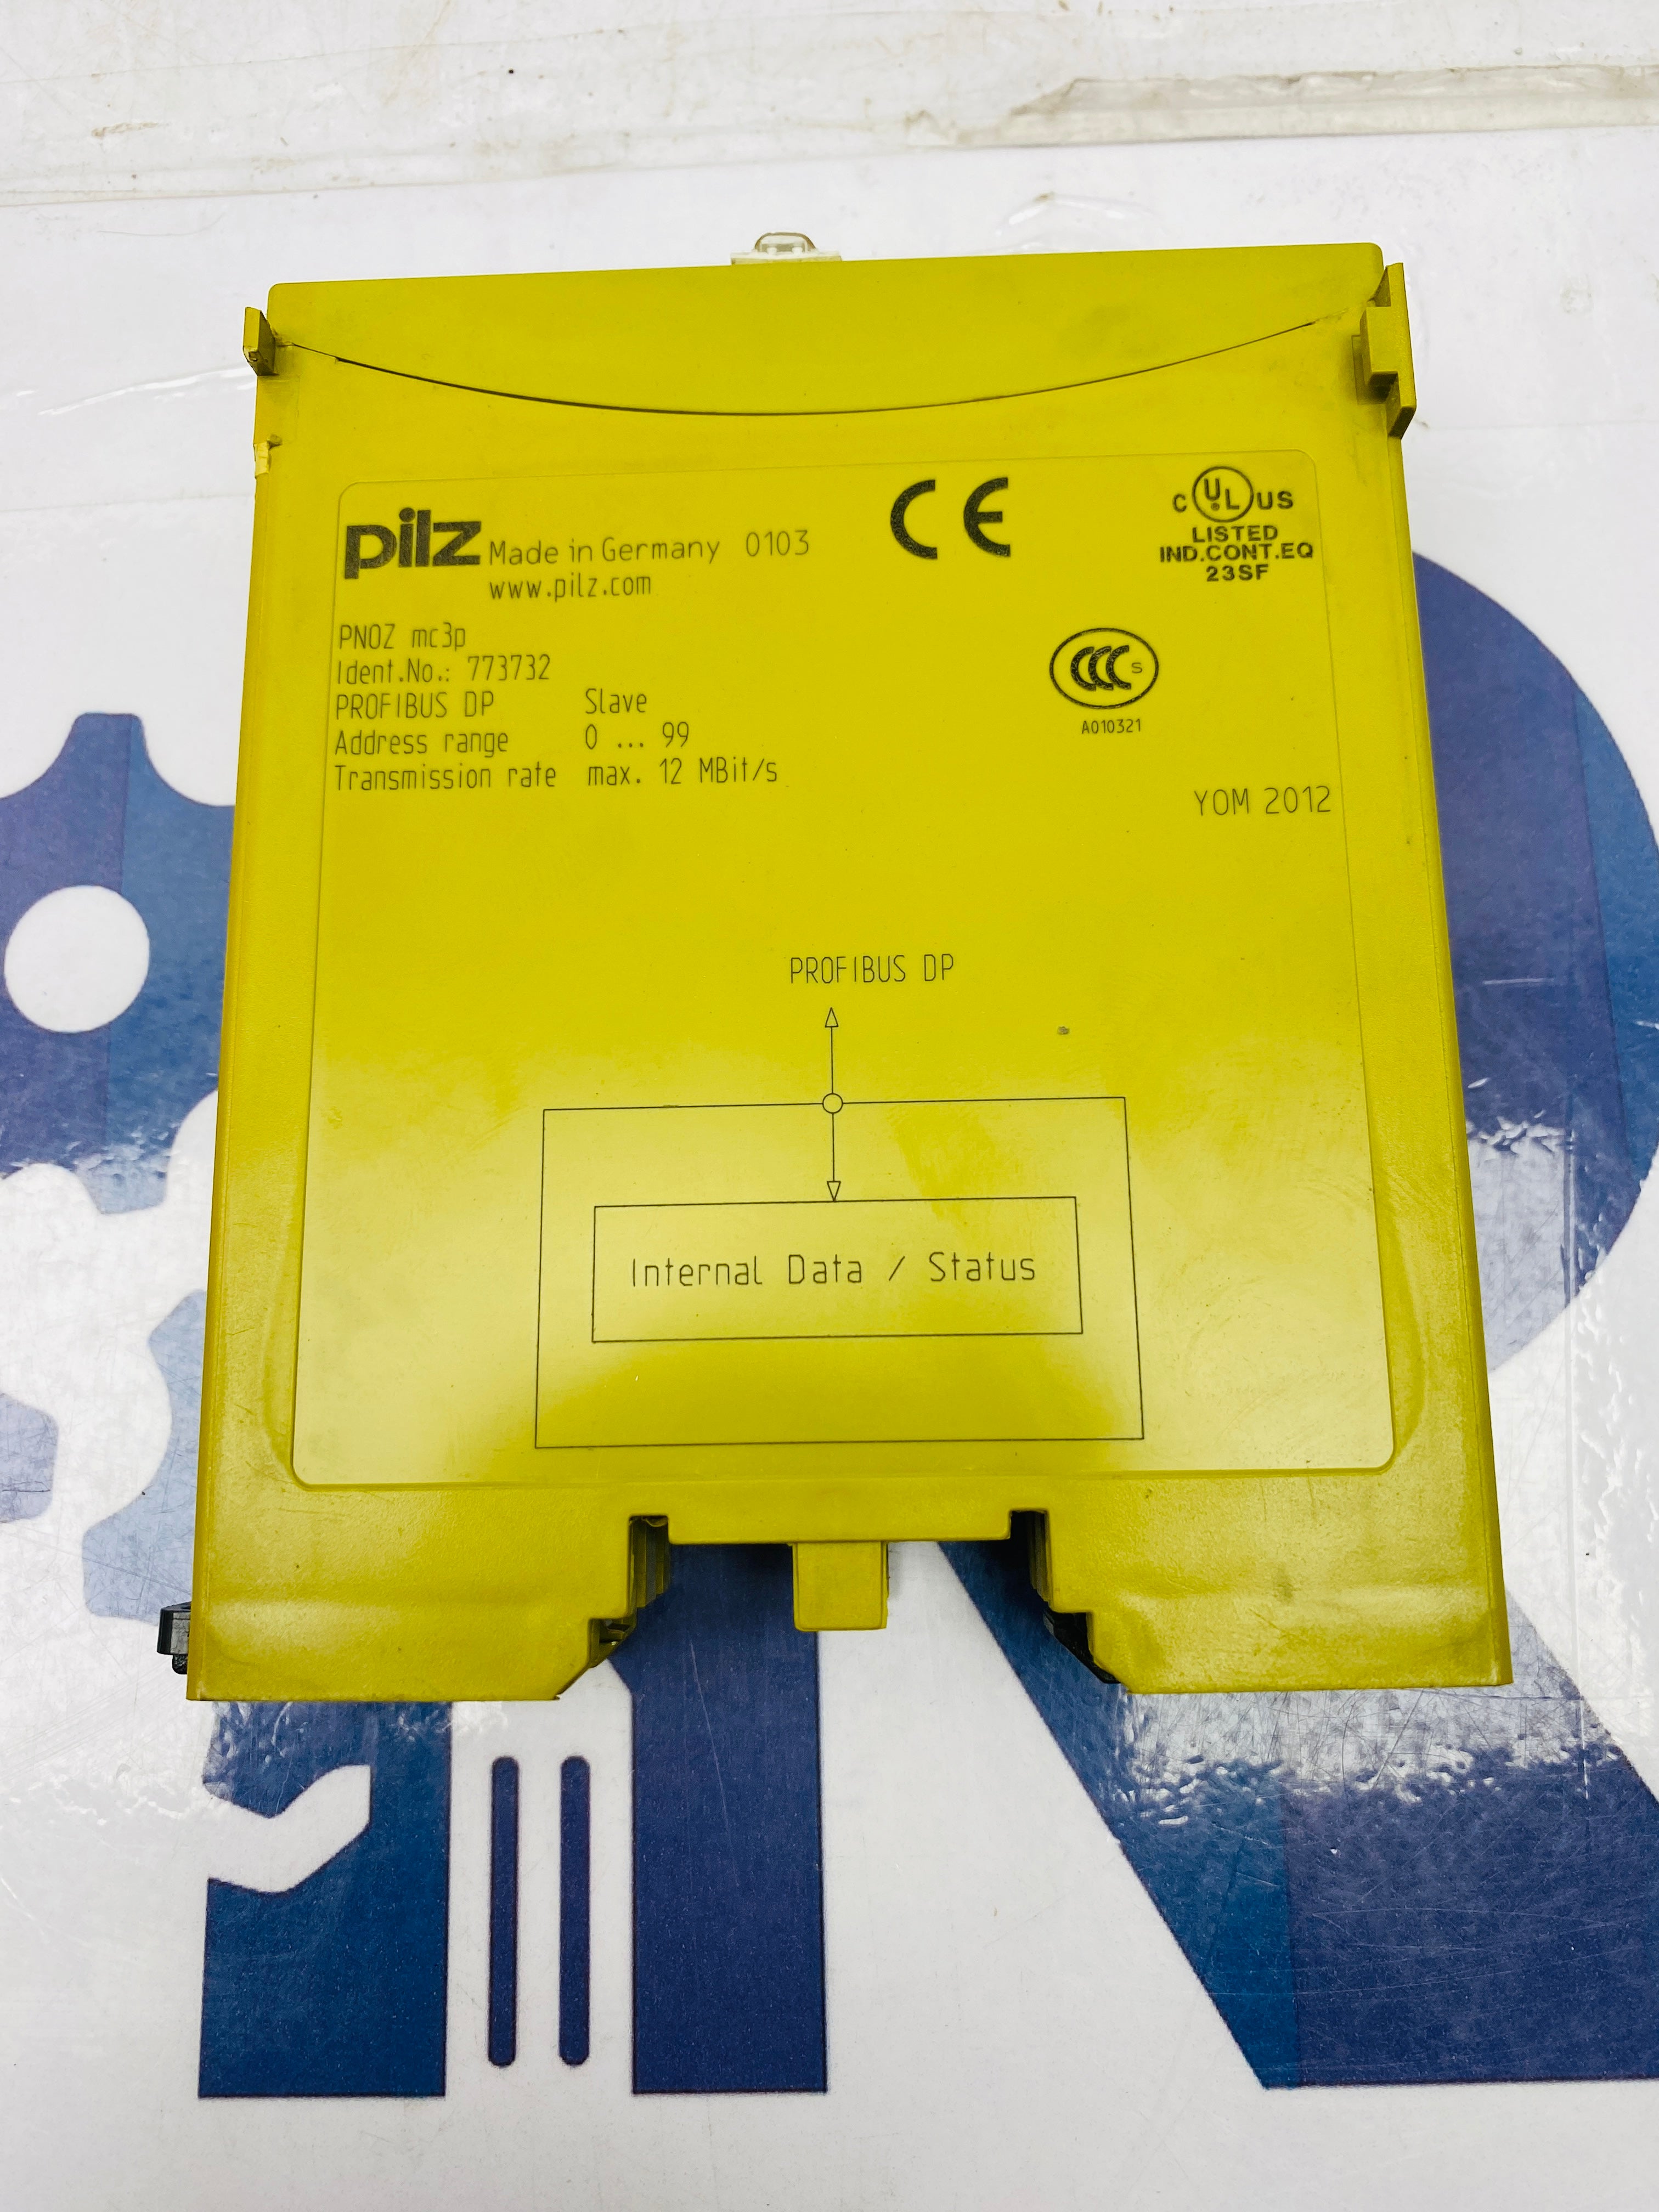 pilz Made in Germany 0103
www.pilz.com
CE
C UL US
LISTED
IND.CONT.EQ
23SF
PNOZ mc3p
Ident.No.: 773732
PROFIBUS DP Slave
Address range 0 ... 99
Transmission rate max. 12 MBit/s
CCC S
A010321
YOM 2012
PROFIBUS DP
Internal Data / Status